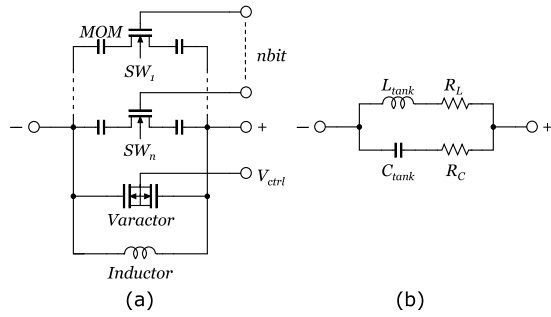 MOM
SW1
nbit
SWn
− +
Vctrl
Varactor
Inductor
(a)
Ltank RL
− +
Ctank RC
(b)